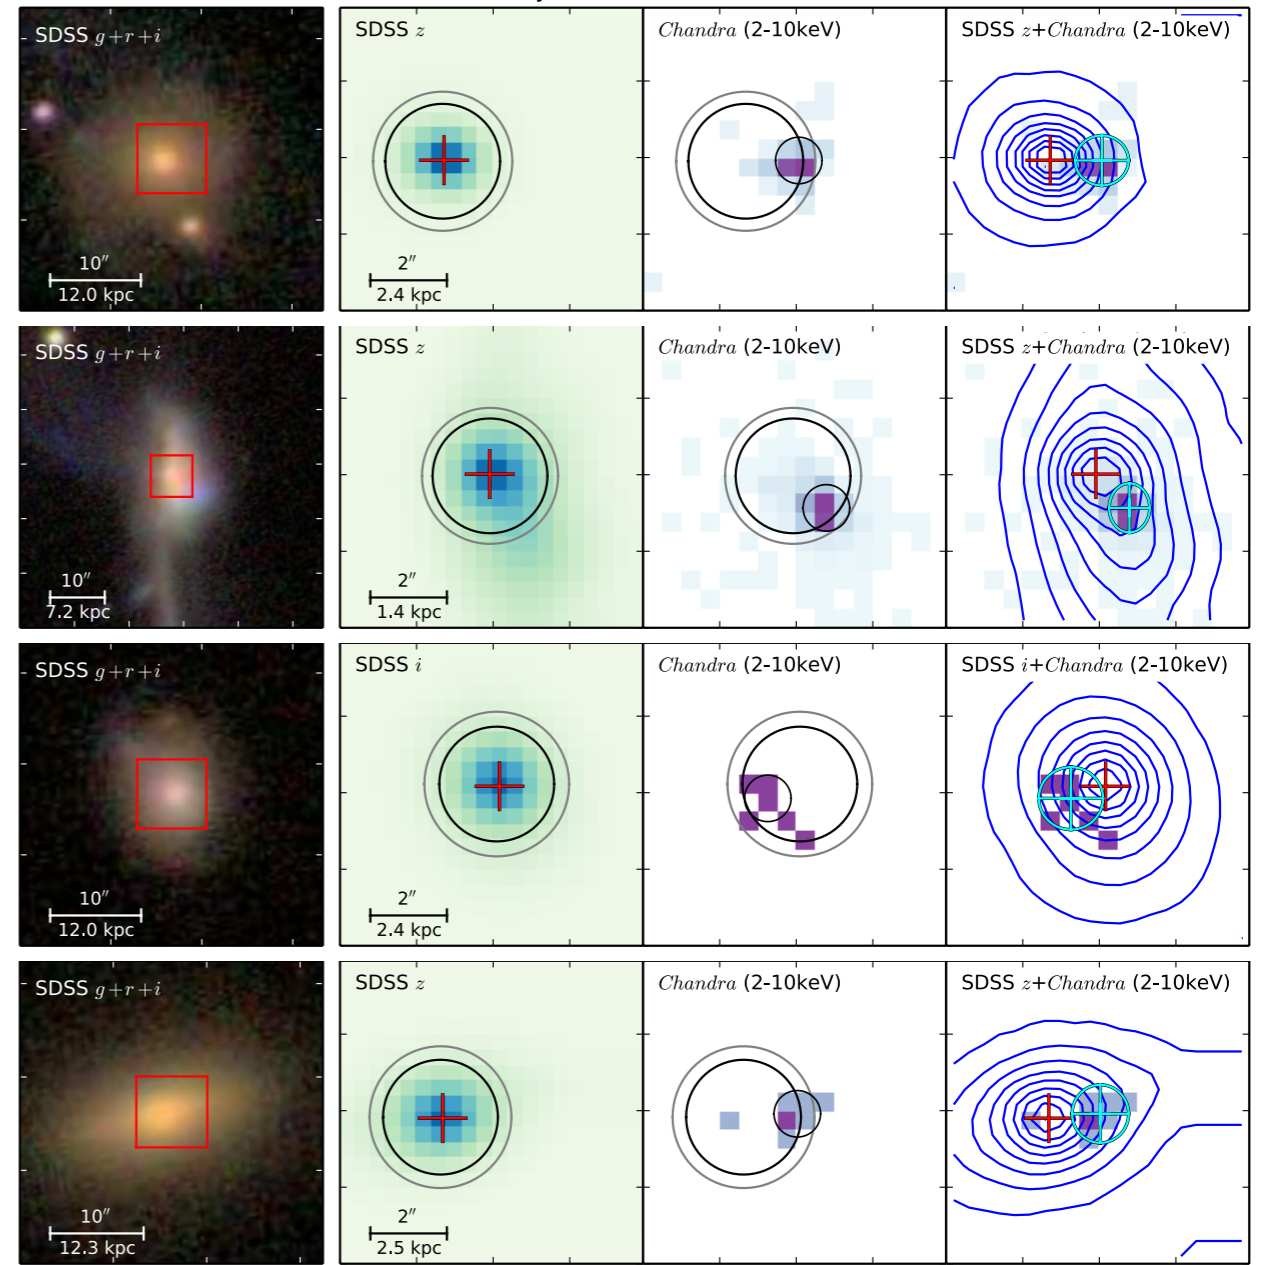 SDSS g+r+i
SDSS z
Chandra (2-10keV)
SDSS z+Chandra (2-10keV)
10″
12.0 kpc
2″
2.4 kpc
SDSS g+r+i
SDSS z
Chandra (2-10keV)
SDSS z+Chandra (2-10keV)
10″
7.2 kpc
2″
1.4 kpc
SDSS g+r+i
SDSS i
Chandra (2-10keV)
SDSS i+Chandra (2-10keV)
10″
12.0 kpc
2″
2.4 kpc
SDSS g+r+i
SDSS z
Chandra (2-10keV)
SDSS z+Chandra (2-10keV)
10″
12.3 kpc
2″
2.5 kpc